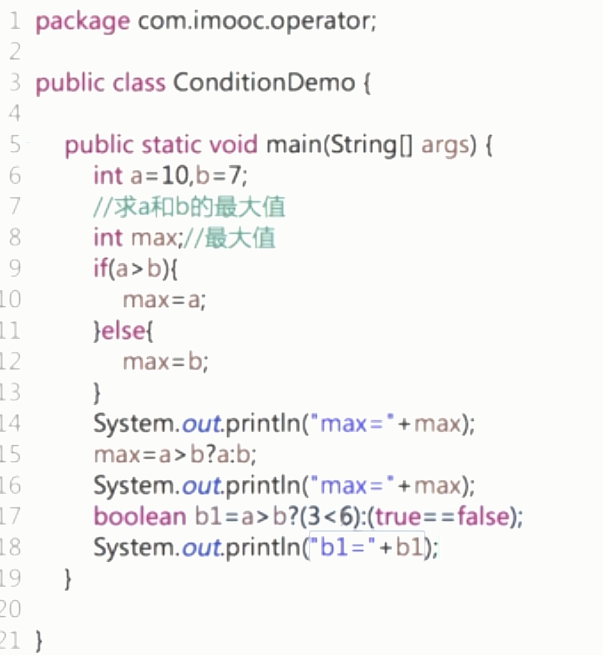 1 package com.imooc.operator;
2
3 public class ConditionDemo {
4
5 public static void main(String[] args) {
6 int a=10,b=7;
7 //求a和b的最大值
8 int max;//最大值
9 if(a>b){
10 max=a;
11 }else{
12 max=b;
13 }
14 System.out.println("max="+max);
15 max=a>b?a:b;
16 System.out.println("max="+max);
17 boolean b1=a>b?(3<6):(true==false);
18 System.out.println("b1="+b1);
19 }
20
21 }